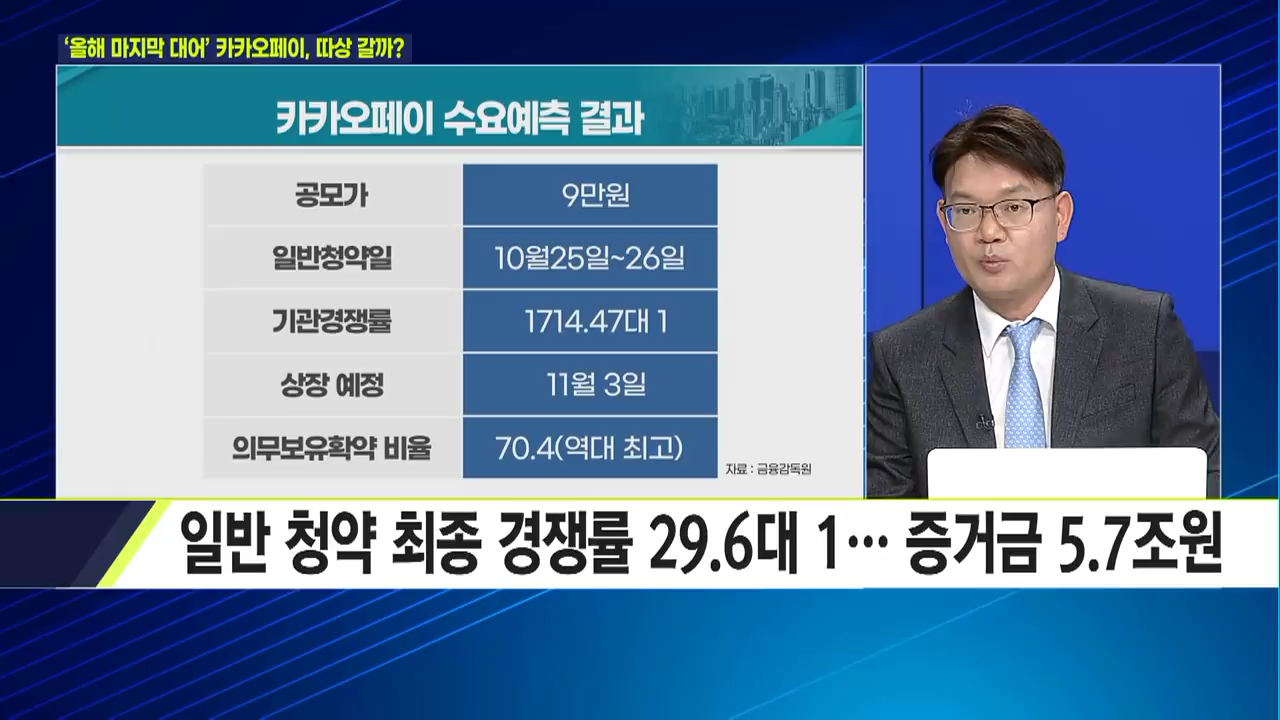 ‘올해 마지막 대어’ 카카오페이, 따상 갈까?
카카오페이 수요예측 결과
공모가 9만원
일반청약일 10월25일~26일
기관경쟁률 1714.47대 1
상장 예정 11월 3일
의무보유확약 비율 70.4(역대 최고)
자료 : 금융감독원
일반 청약 최종 경쟁률 29.6대 1… 증거금 5.7조원